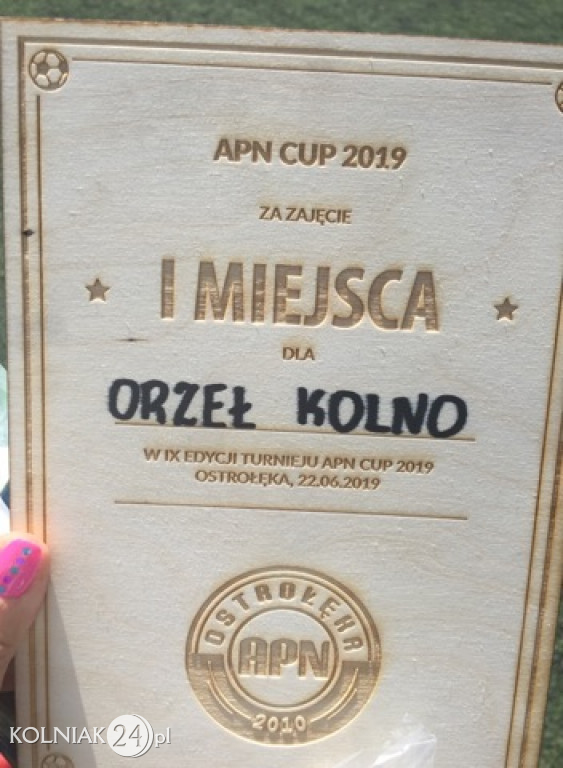 APN CUP 2019
ZA ZAJĘCIE
I MIEJSCA
DLA
ORZEŁ KOLNO
W IX EDYCJI TURNIEJU APN CUP 2019
OSTROŁĘKA, 22.06.2019
OSTROŁĘKA
APN
2010
KOLNIAK24.pl